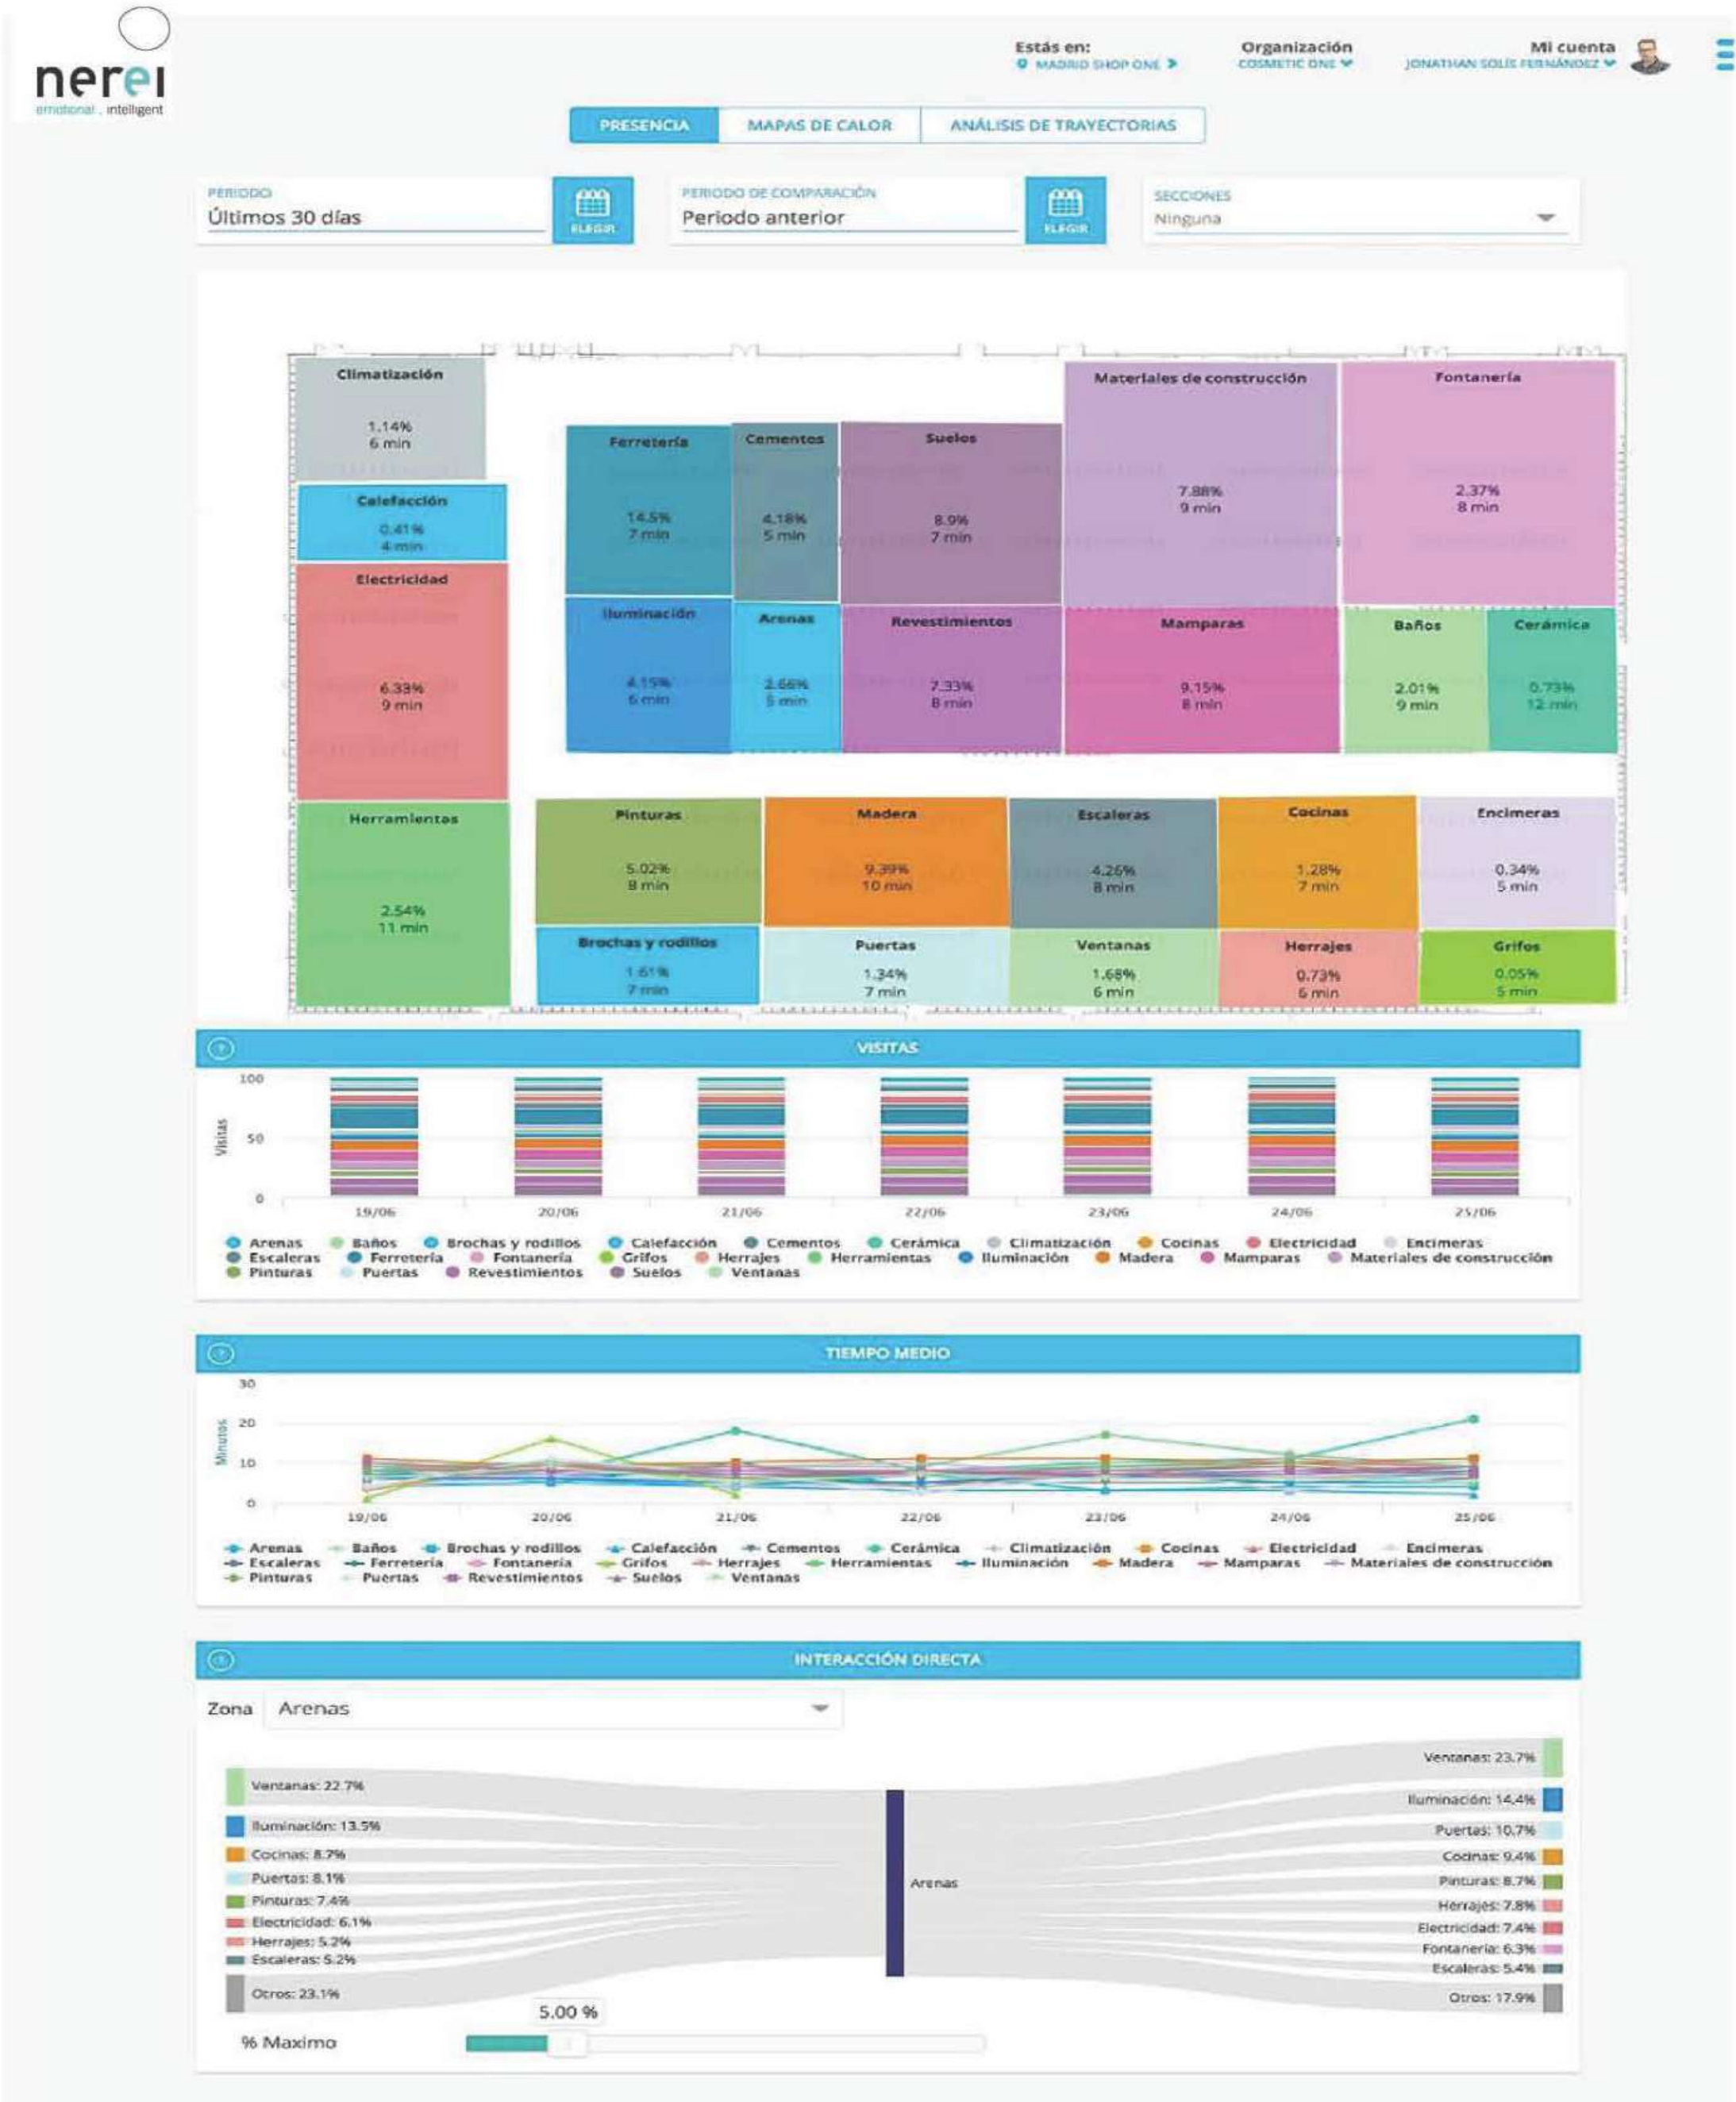 nerei
emotional . intelligent
Estás en:
MADRID SHOP ONE
Organización
COSMETIC ONE
Mi cuenta
JONATHAN SOLÍS FERNÁNDEZ
PRESENCIA
MAPAS DE CALOR
ANÁLISIS DE TRAYECTORIAS
PERIODO
Últimos 30 días
ELEGIR
PERIODO DE COMPARACIÓN
Periodo anterior
ELEGIR
SECCIONES
Ninguna
Climatización
1.14%
6 min
Calefacción
0.41%
4 min
Electricidad
6.33%
9 min
Herramientas
2.54%
11 min
Ferretería
14.5%
7 min
Cementos
4.18%
5 min
Suelos
8.9%
7 min
Materiales de construcción
7.88%
9 min
Fontanería
2.37%
8 min
Iluminación
4.15%
6 min
Arenas
2.66%
5 min
Revestimientos
7.33%
8 min
Mamparas
9.15%
8 min
Baños
2.01%
9 min
Cerámica
0.73%
12 min
Pinturas
5.02%
8 min
Madera
9.39%
10 min
Escaleras
4.26%
8 min
Cocinas
1.28%
7 min
Encimeras
0.34%
5 min
Brochas y rodillos
1.61%
7 min
Puertas
1.34%
7 min
Ventanas
1.68%
6 min
Herrajes
0.73%
6 min
Grifos
0.05%
5 min
VISITAS
Visitas
100
50
0
19/06 20/06 21/06 22/06 23/06 24/06 25/06
Arenas Baños Brochas y rodillos Calefacción Cementos Cerámica Climatización Cocinas Electricidad Encimeras
Escaleras Ferretería Fontanería Grifos Herrajes Herramientas Iluminación Madera Mamparas Materiales de construcción
Pinturas Puertas Revestimientos Suelos Ventanas
TIEMPO MEDIO
Minutos
30
20
10
0
19/06 20/06 21/06 22/06 23/06 24/06 25/06
Arenas Baños Brochas y rodillos Calefacción Cementos Cerámica Climatización Cocinas Electricidad Encimeras
Escaleras Ferretería Fontanería Grifos Herrajes Herramientas Iluminación Madera Mamparas Materiales de construcción
Pinturas Puertas Revestimientos Suelos Ventanas
INTERACCIÓN DIRECTA
Zona Arenas
Ventanas: 22.7%
Iluminación: 13.5%
Cocinas: 8.7%
Puertas: 8.1%
Pinturas: 7.4%
Electricidad: 6.1%
Herrajes: 5.2%
Escaleras: 5.2%
Otros: 23.1%
Arenas
Ventanas: 23.7%
Iluminación: 14.4%
Puertas: 10.7%
Cocinas: 9.4%
Pinturas: 8.7%
Herrajes: 7.8%
Electricidad: 7.4%
Fontanería: 6.3%
Escaleras: 5.4%
Otros: 17.9%
5.00 %
% Maximo